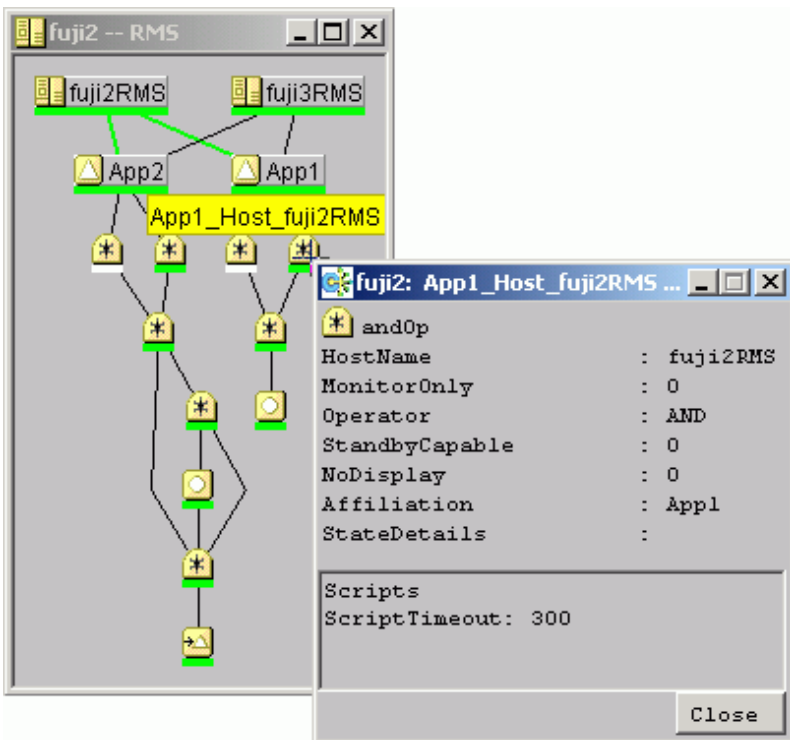 fuji2 -- RMS
fuji2RMS
fuji3RMS
App2
App1
App1_Host_fuji2RMS
fuji2: App1_Host_fuji2RMS ...
andOp
HostName : fuji2RMS
MonitorOnly : 0
Operator : AND
StandbyCapable : 0
NoDisplay : 0
Affiliation : App1
StateDetails :
Scripts
ScriptTimeout: 300
Close